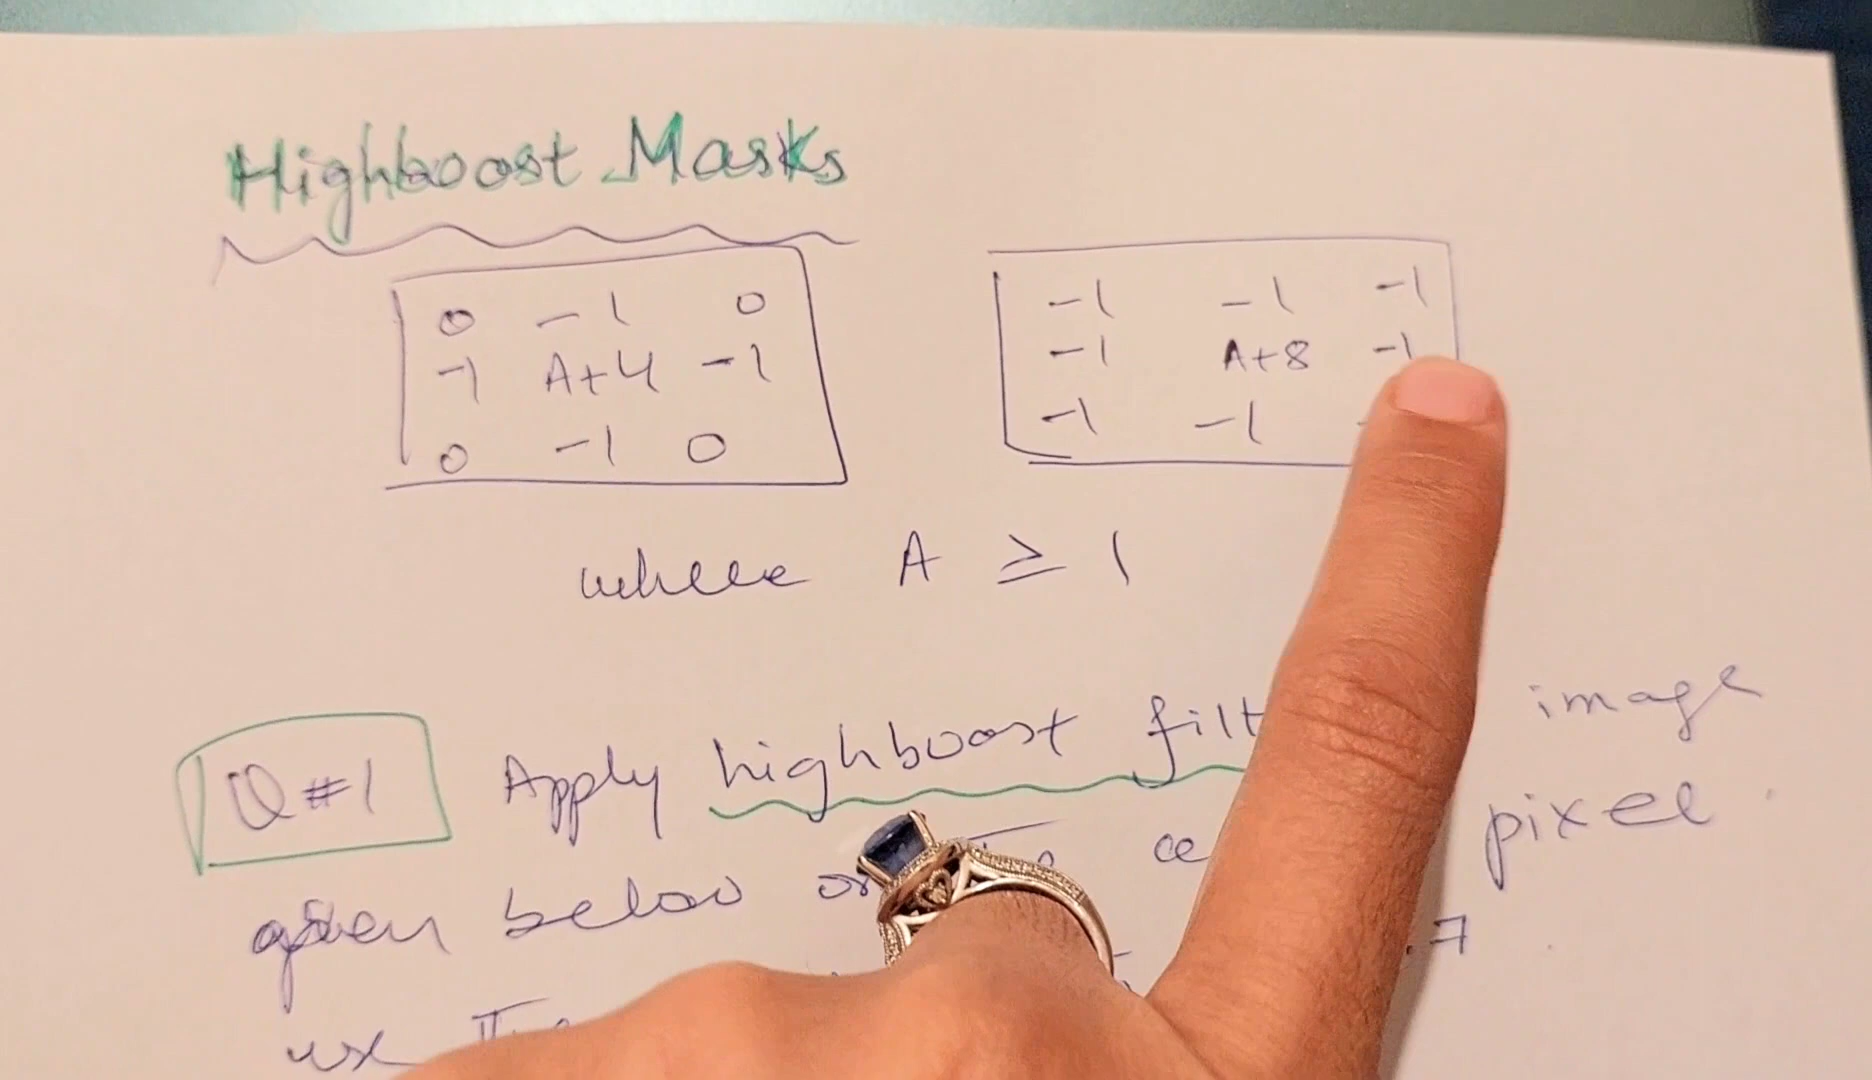 Highboost Masks
0 -1 0
-1 A+4 -1
0 -1 0
-1 -1 -1
-1 A+8 -1
-1 -1
where A ≥ 1
Q#1 Apply highboost image
given below pixel.
use